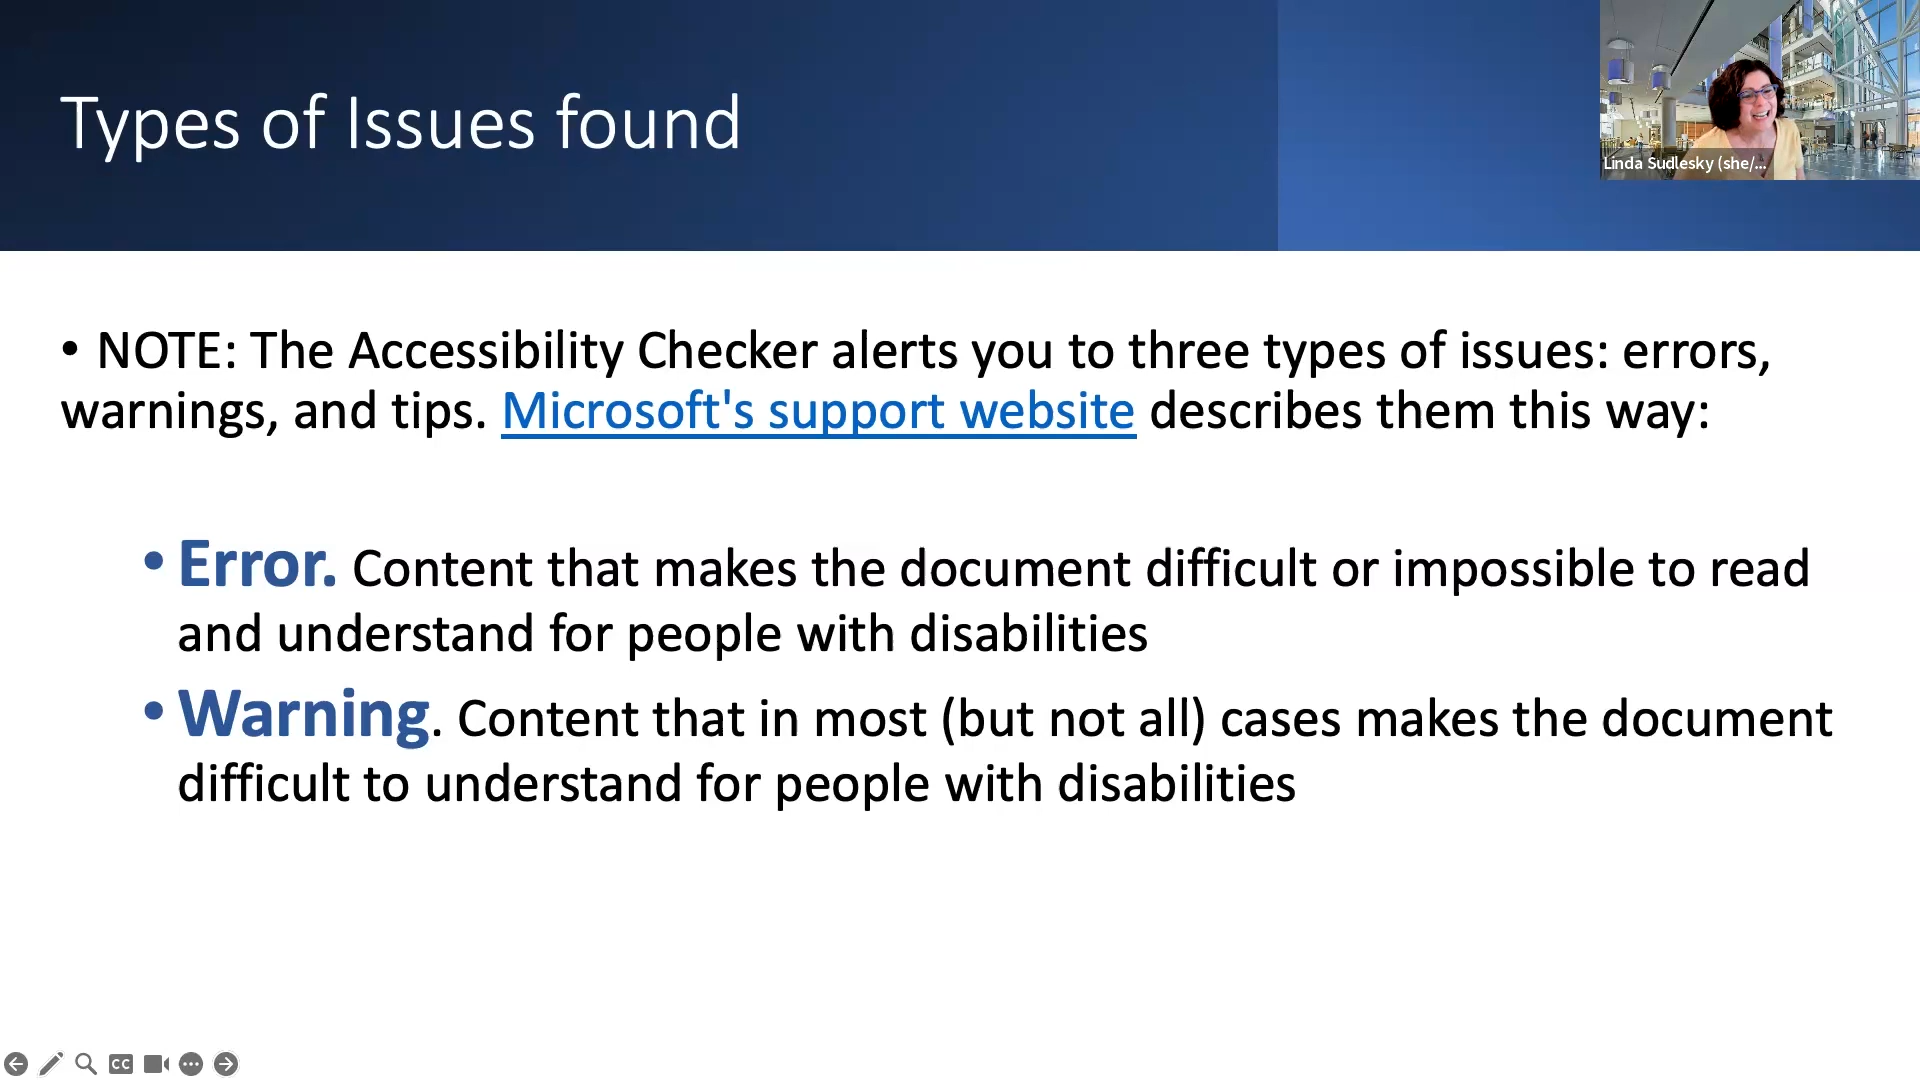 Types of Issues found
Linda Sudlesky (she/...
• NOTE: The Accessibility Checker alerts you to three types of issues: errors,
warnings, and tips. Microsoft's support website describes them this way:
• Error. Content that makes the document difficult or impossible to read
and understand for people with disabilities
• Warning. Content that in most (but not all) cases makes the document
difficult to understand for people with disabilities
CC